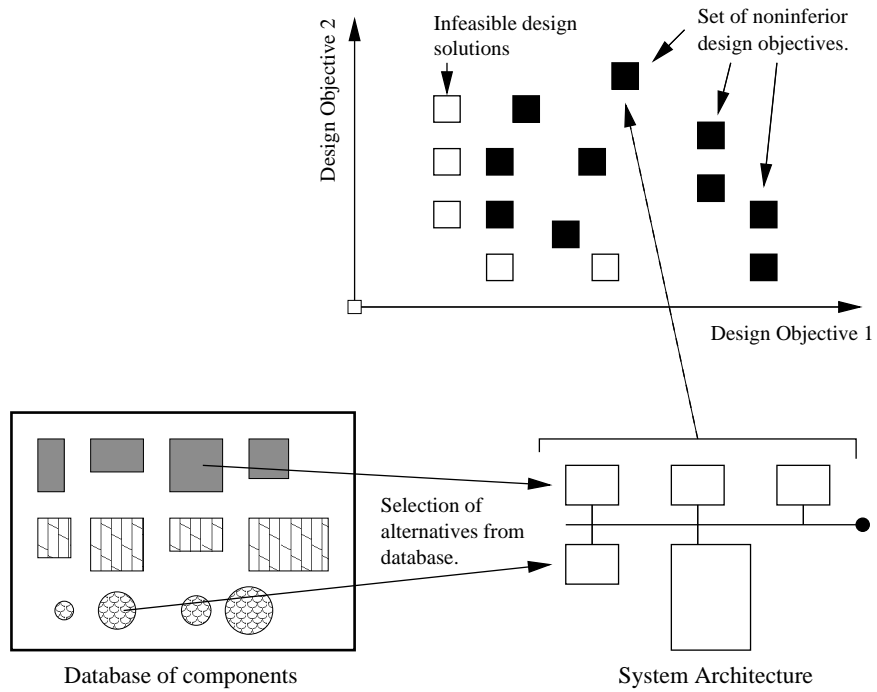 Design Objective 2
Infeasible design
solutions
Set of noninferior
design objectives.
Design Objective 1
Selection of
alternatives from
database.
Database of components
System Architecture